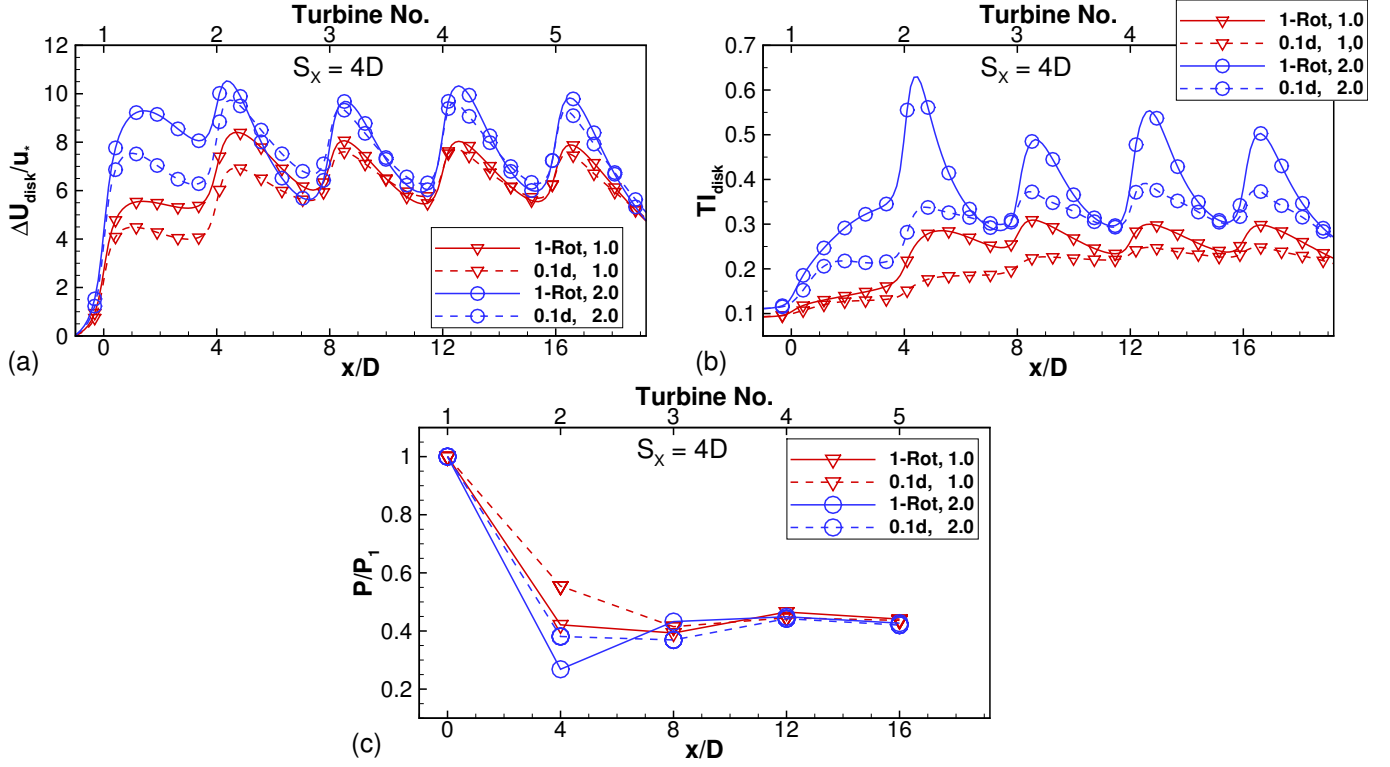 Turbine No.
1 2 3 4 5
12
10
8
6
4
2
0
ΔU_disk/u_*
S_X = 4D
1-Rot, 1.0
0.1d, 1.0
1-Rot, 2.0
0.1d, 2.0
0 4 8 12 16
x/D
(a)
Turbine No.
1 2 3 4
0.7
0.6
0.5
0.4
0.3
0.2
0.1
TI_disk
S_X = 4D
1-Rot, 1.0
0.1d, 1,0
1-Rot, 2.0
0.1d, 2.0
0 4 8 12 16
x/D
(b)
Turbine No.
1 2 3 4 5
1
0.8
0.6
0.4
0.2
P/P_1
S_X = 4D
1-Rot, 1.0
0.1d, 1.0
1-Rot, 2.0
0.1d, 2.0
0 4 8 12 16
x/D
(c)